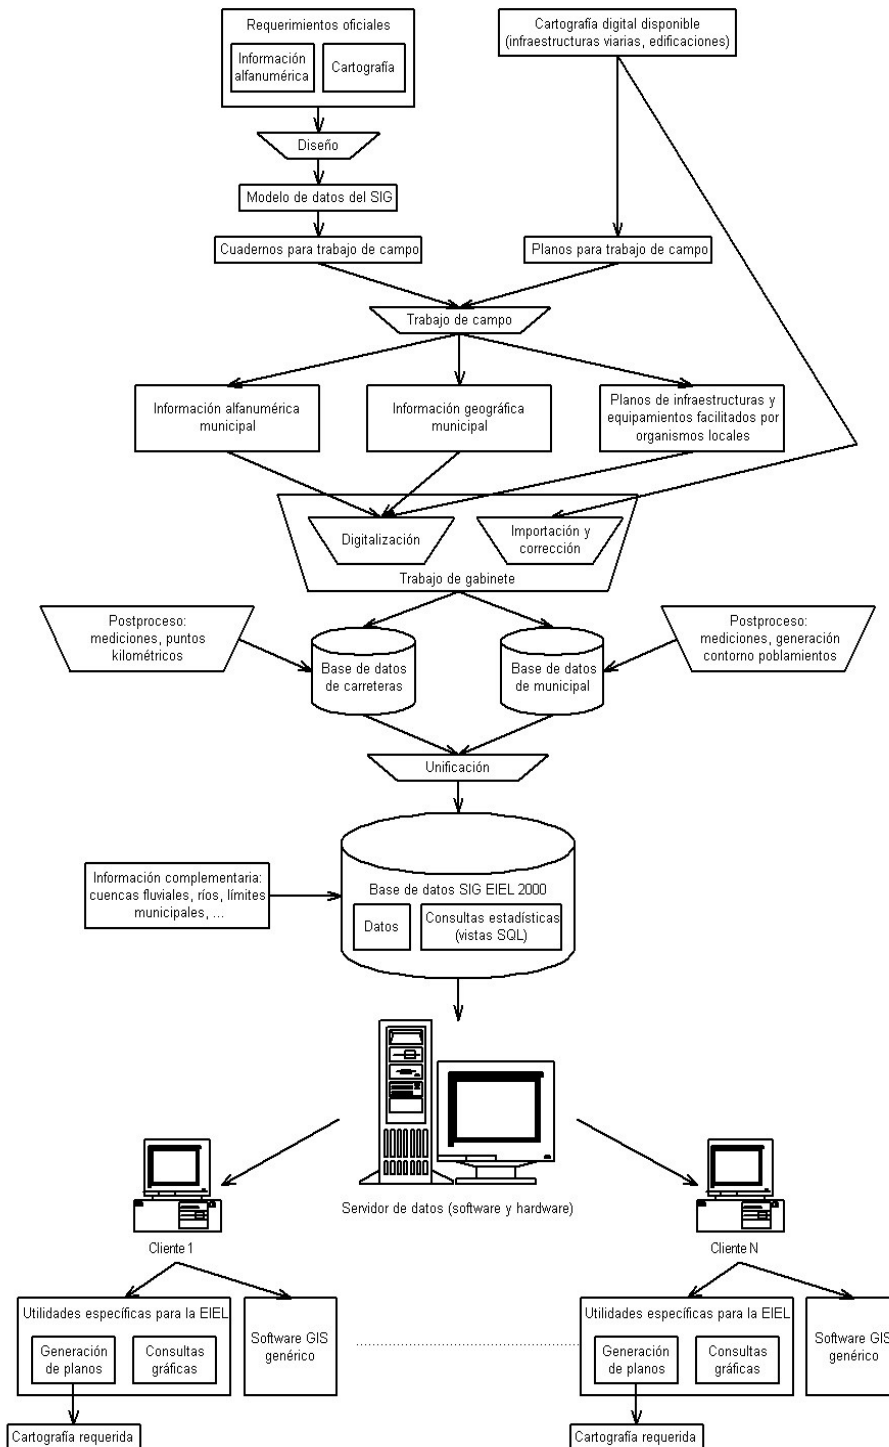 Requerimientos oficiales
Información
alfanumérica
Cartografía
Cartografía digital disponible
(infraestructuras viarias, edificaciones)
Diseño
Modelo de datos del SIG
Cuadernos para trabajo de campo
Planos para trabajo de campo
Trabajo de campo
Información alfanumérica
municipal
Información geográfica
municipal
Planos de infraestructuras y
equipamientos facilitados por
organismos locales
Digitalización
Importación y
corrección
Trabajo de gabinete
Postproceso:
mediciones, puntos
kilométricos
Base de datos
de carreteras
Base de datos
de municipal
Postproceso:
mediciones, generación
contorno poblamientos
Unificación
Información complementaria:
cuencas fluviales, ríos, límites
municipales, ...
Base de datos SIG EIEL 2000
Datos
Consultas estadísticas
(vistas SQL)
Servidor de datos (software y hardware)
Cliente 1
Cliente N
Utilidades específicas para la EIEL
Generación
de planos
Consultas
gráficas
Software GIS
genérico
Utilidades específicas para la EIEL
Generación
de planos
Consultas
gráficas
Software GIS
genérico
Cartografía requerida
Cartografía requerida